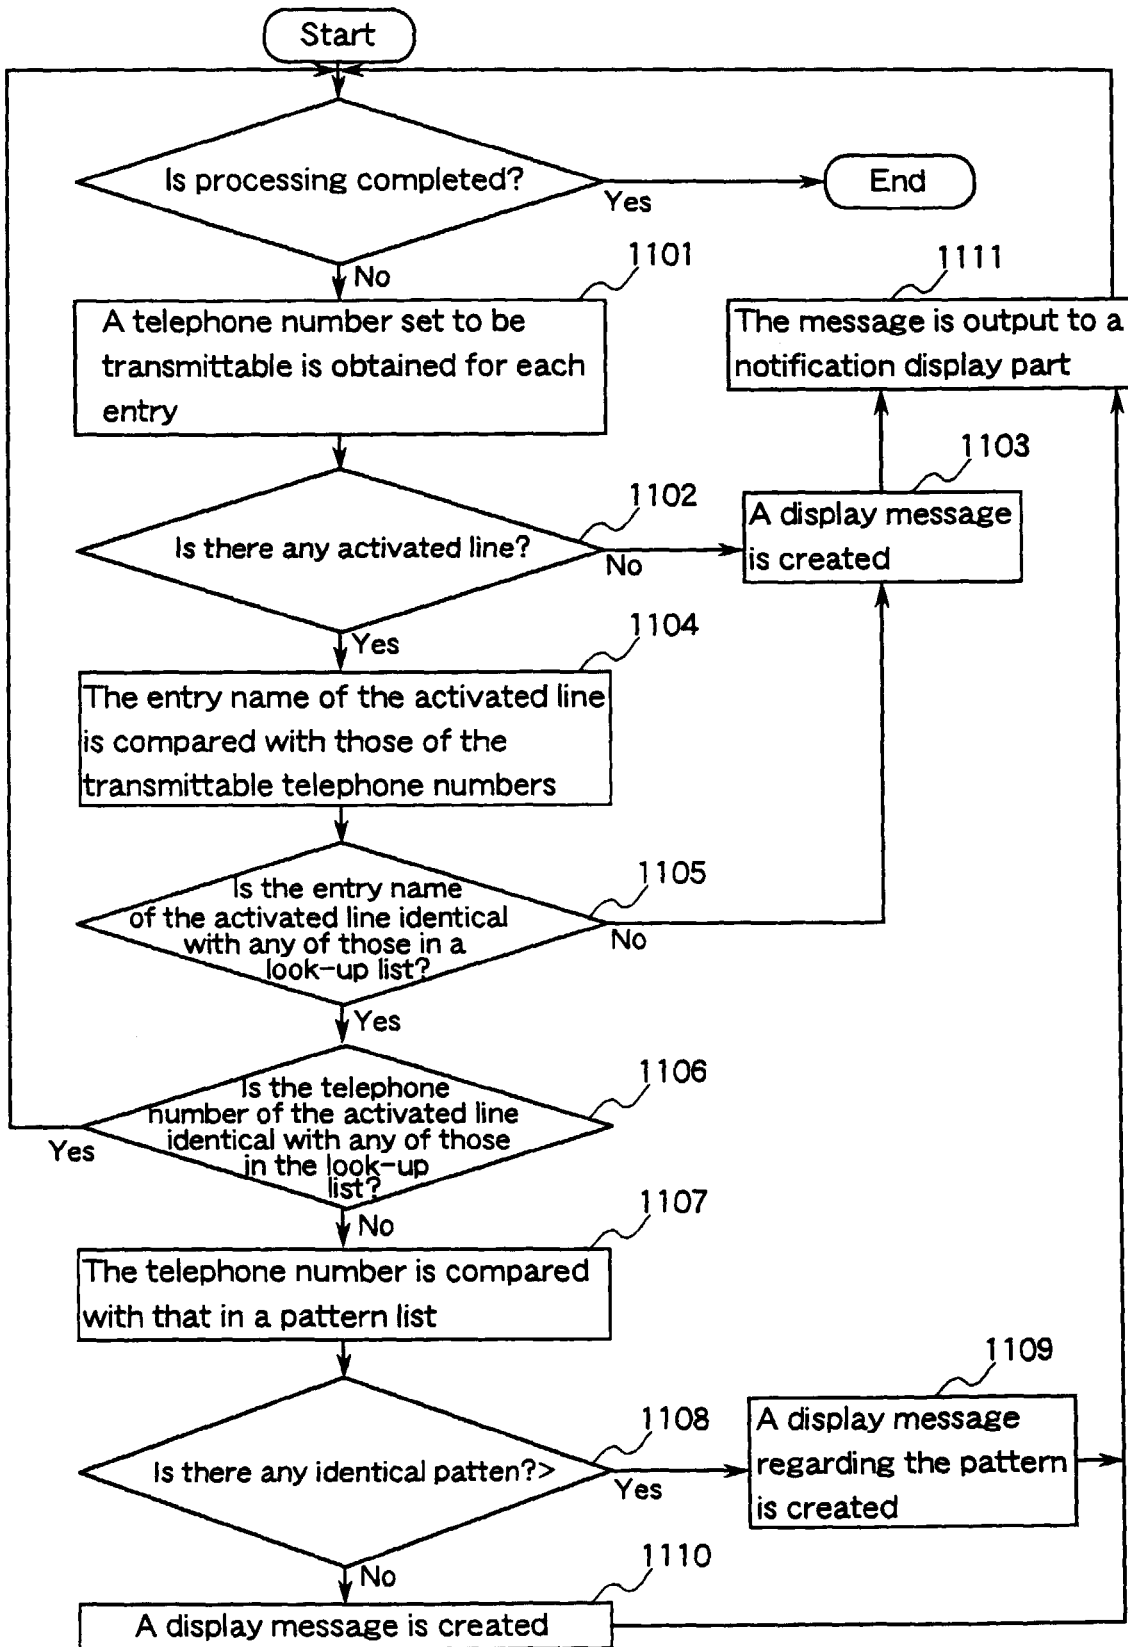 Start
Is processing completed?
Yes
End
No
1101
A telephone number set to be
transmittable is obtained for each
entry
1111
The message is output to a
notification display part
1102
Is there any activated line?
No
1103
A display message
is created
Yes
1104
The entry name of the activated line
is compared with those of the
transmittable telephone numbers
1105
Is the entry name
of the activated line identical
with any of those in a
look-up list?
No
Yes
1106
Is the telephone
number of the activated line
identical with any of those
in the look-up
list?
Yes
No
1107
The telephone number is compared
with that in a pattern list
1108
Is there any identical patten?>
Yes
1109
A display message
regarding the pattern
is created
No
1110
A display message is created